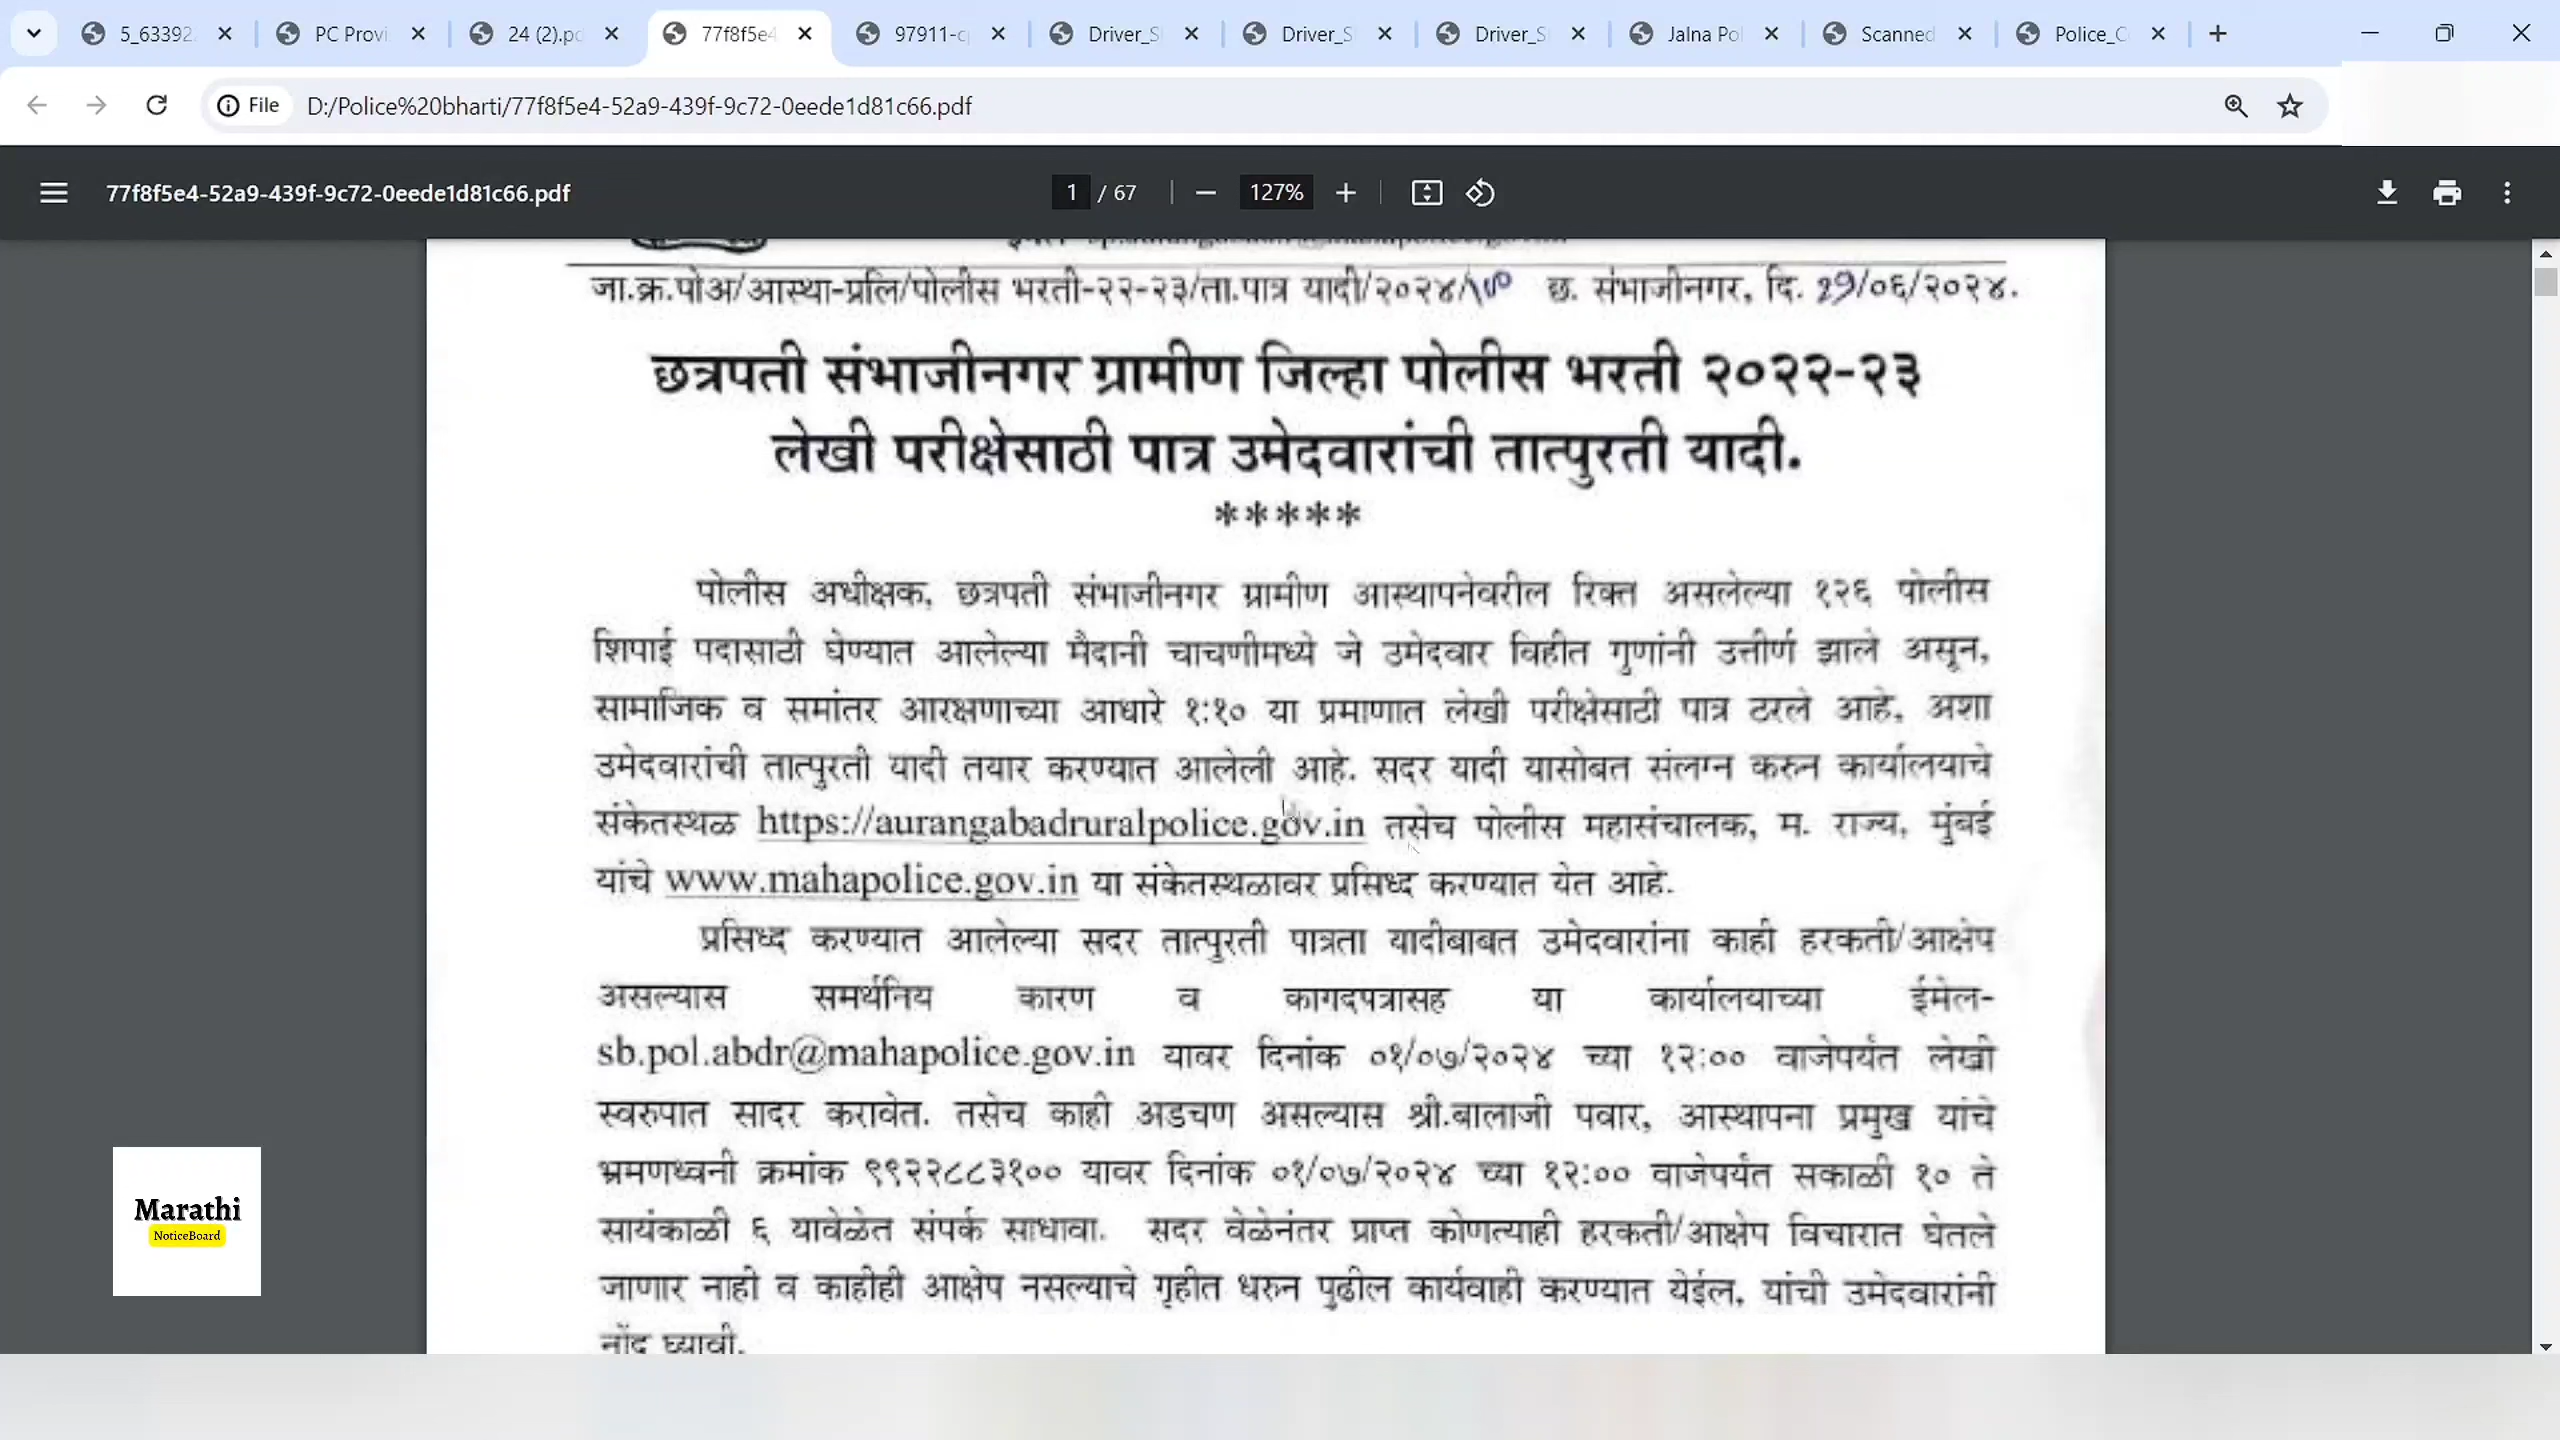 5_63392
PC Provi
24 (2).pd
77f8f5e4
97911-c
Driver_S
Driver_S
Driver_S
Jalna Pol
Scanned
Police_C
File
D:/Police%20bharti/77f8f5e4-52a9-439f-9c72-0eede1d81c66.pdf
77f8f5e4-52a9-439f-9c72-0eede1d81c66.pdf
1 / 67
127%
जा.क्र.पोअ/आस्था-प्रलि/पोलीस भरती-२२-२३/ता.पात्र यादी/२०२४/ छ. संभाजीनगर, दि. 29/०६/२०२४.
छत्रपती संभाजीनगर ग्रामीण जिल्हा पोलीस भरती २०२२-२३
लेखी परीक्षेसाठी पात्र उमेदवारांची तात्पुरती यादी.
*****
पोलीस अधीक्षक, छत्रपती संभाजीनगर ग्रामीण आस्थापनेवरील रिक्त असलेल्या १२६ पोलीस
शिपाई पदासाठी घेण्यात आलेल्या मैदानी चाचणीमध्ये जे उमेदवार विहीत गुणांनी उत्तीर्ण झाले असून,
सामाजिक व समांतर आरक्षणाच्या आधारे १:१० या प्रमाणात लेखी परीक्षेसाठी पात्र ठरले आहे, अशा
उमेदवारांची तात्पुरती यादी तयार करण्यात आलेली आहे. सदर यादी यासोबत संलग्न करुन कार्यालयाचे
संकेतस्थळ https://aurangabadruralpolice.gov.in तसेच पोलीस महासंचालक, म. राज्य, मुंबई
यांचे www.mahapolice.gov.in या संकेतस्थळावर प्रसिध्द करण्यात येत आहे.
प्रसिध्द करण्यात आलेल्या सदर तात्पुरती पात्रता यादीबाबत उमेदवारांना काही हरकती/आक्षेप
असल्यास समर्थनिय कारण व कागदपत्रासह या कार्यालयाच्या ईमेल-
sb.pol.abdr@mahapolice.gov.in यावर दिनांक ०१/०७/२०२४ च्या १२:०० वाजेपर्यंत लेखी
स्वरुपात सादर करावेत. तसेच काही अडचण असल्यास श्री.बालाजी पवार, आस्थापना प्रमुख यांचे
भ्रमणध्वनी क्रमांक ९९२२८८३१०० यावर दिनांक ०१/०७/२०२४ च्या १२:०० वाजेपर्यंत सकाळी १० ते
सायंकाळी ६ यावेळेत संपर्क साधावा. सदर वेळेनंतर प्राप्त कोणत्याही हरकती/आक्षेप विचारात घेतले
जाणार नाही व काहीही आक्षेप नसल्याचे गृहीत धरुन पुढील कार्यवाही करण्यात येईल, यांची उमेदवारांनी
नोंद घ्यावी.
Marathi
NoticeBoard